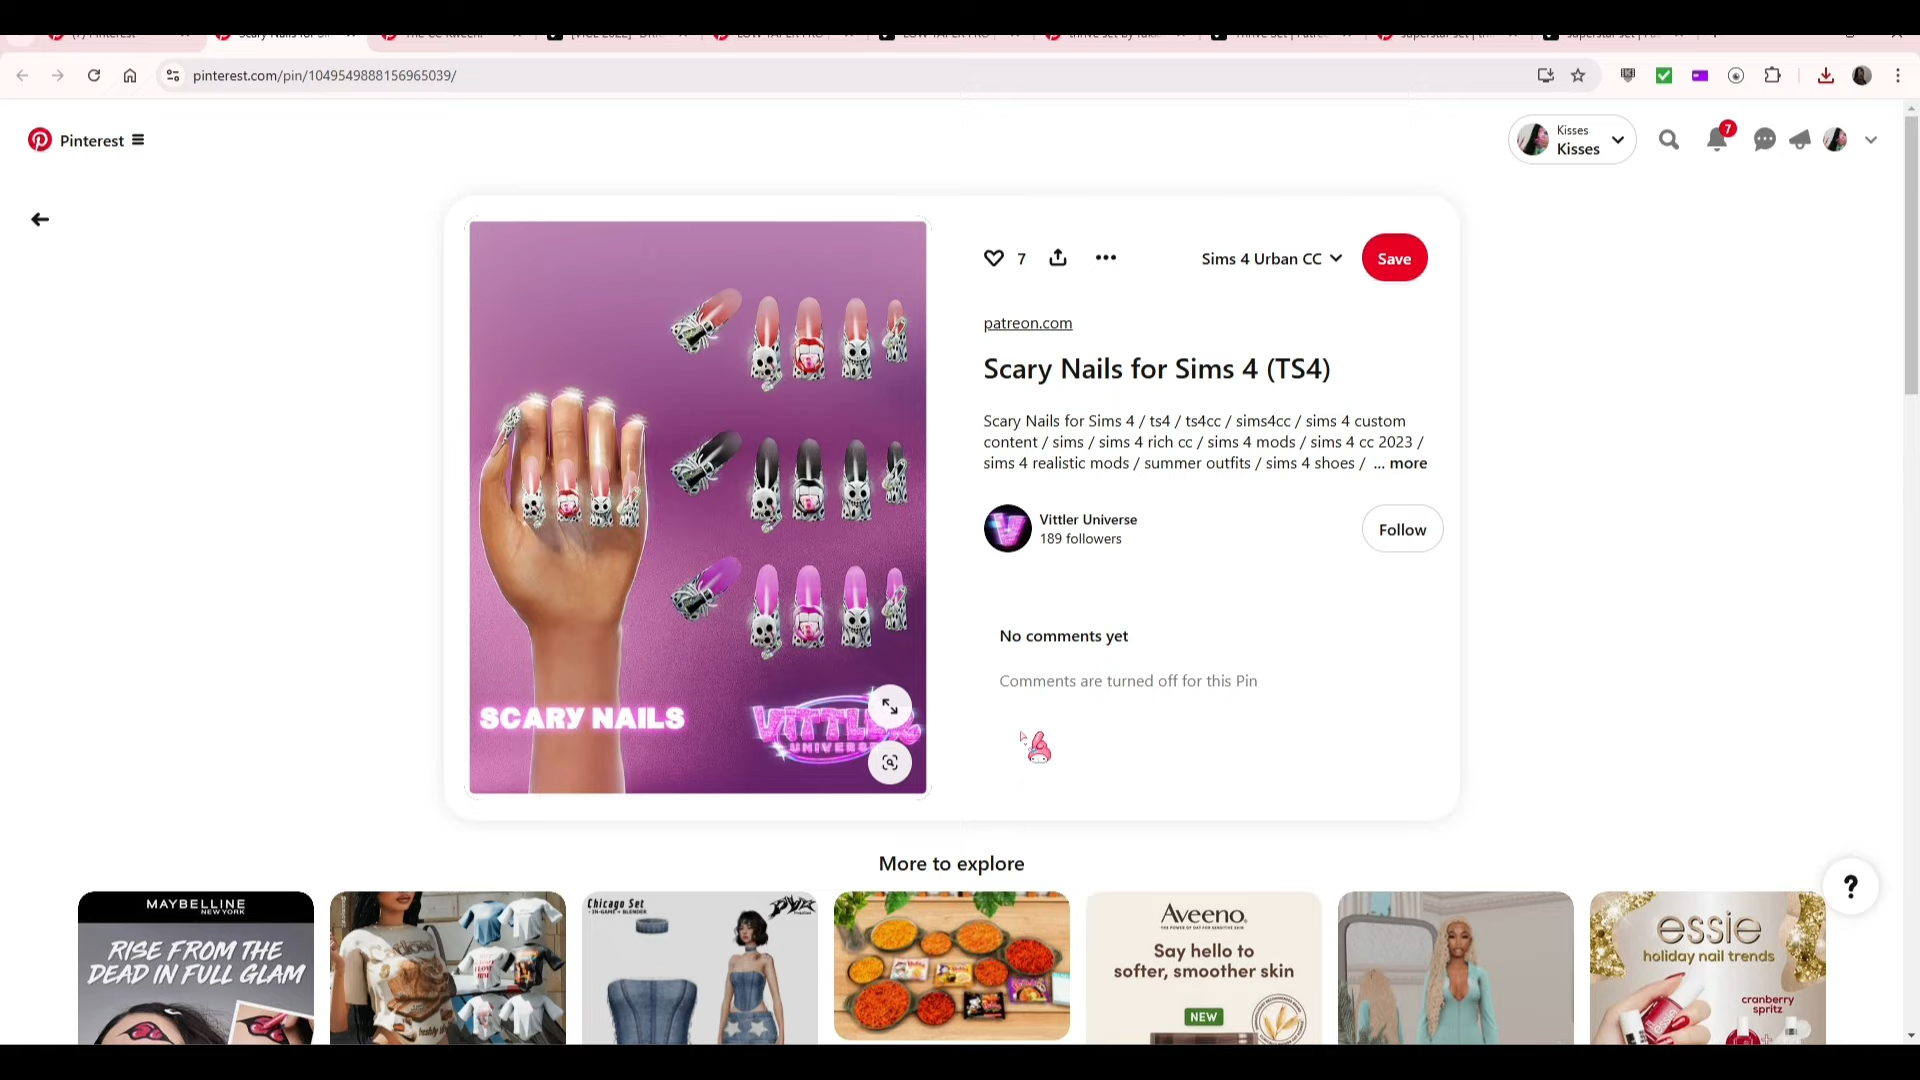 pinterest.com/pin/1049549888156965039/
Pinterest
Kisses
Kisses
7
7
Sims 4 Urban CC
Save
patreon.com
Scary Nails for Sims 4 (TS4)
Scary Nails for Sims 4 / ts4 / ts4cc / sims4cc / sims 4 custom
content / sims / sims 4 rich cc / sims 4 mods / sims 4 cc 2023 /
sims 4 realistic mods / summer outfits / sims 4 shoes / ... more
Vittler Universe
189 followers
Follow
No comments yet
Comments are turned off for this Pin
SCARY NAILS
More to explore
?
MAYBELLINE
NEW YORK
RISE FROM THE
DEAD IN FULL GLAM
Chicago Set
- IN-GAME + BLENDER
Aveeno
Say hello to
softer, smoother skin
NEW
essie
holiday nail trends
cranberry
spritz